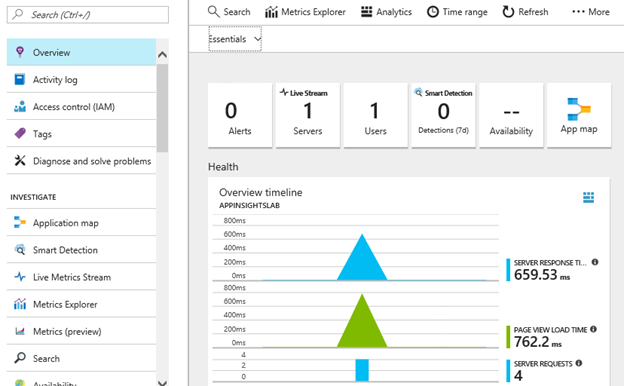 Search (Ctrl+/)
Overview
Activity log
Access control (IAM)
Tags
Diagnose and solve problems
INVESTIGATE
Application map
Smart Detection
Live Metrics Stream
Metrics Explorer
Metrics (preview)
Search
Availability
Search Metrics Explorer Analytics Time range Refresh ··· More
Essentials
0
Alerts
Live Stream
1
Servers
1
Users
Smart Detection
0
Detections (7d)
--
Availability
App map
Health
Overview timeline
APPINSIGHTSLAB
800ms
600ms
400ms
200ms
0ms
SERVER RESPONSE TI...
659.53 ms
800ms
600ms
400ms
200ms
0ms
PAGE VIEW LOAD TIME
762.2 ms
4
2
0
SERVER REQUESTS
4